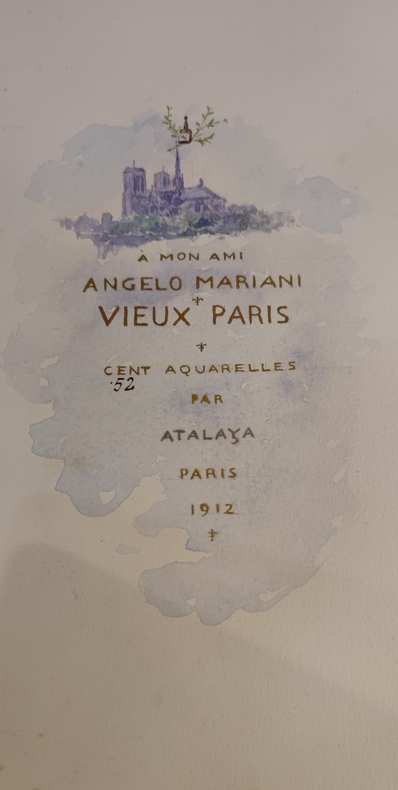 À MON AMI
ANGELO MARIANI
VIEUX PARIS
CENT AQUARELLES
52
PAR
ATALAYA
PARIS
1912